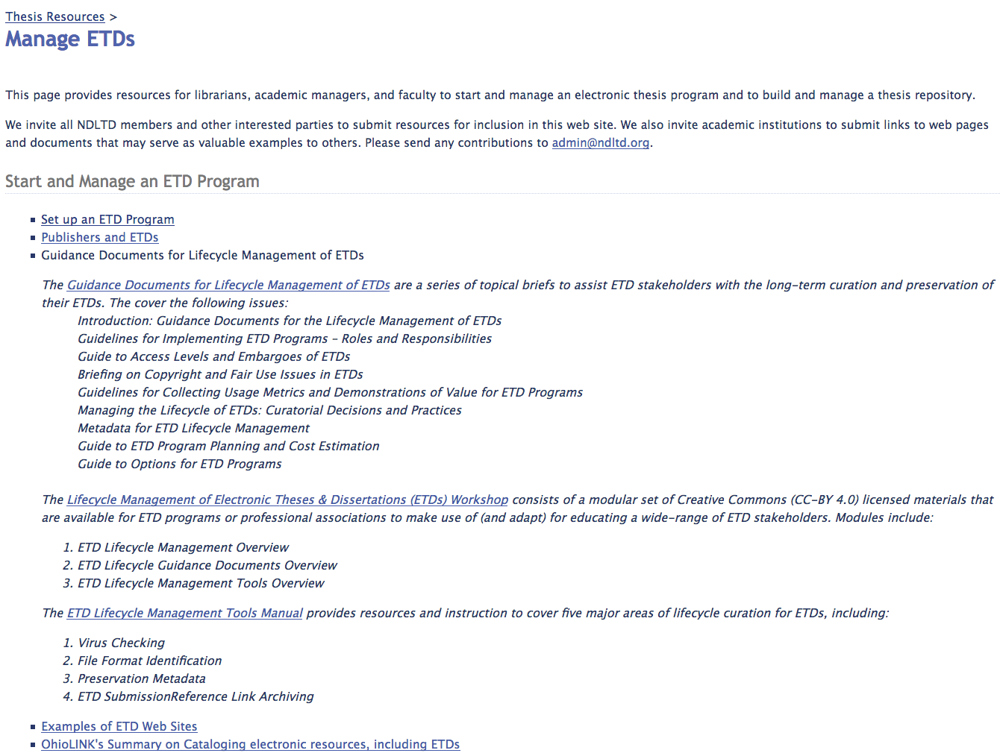 Thesis Resources >
Manage ETDs
This page provides resources for librarians, academic managers, and faculty to start and manage an electronic thesis program and to build and manage a thesis repository.
We invite all NDLTD members and other interested parties to submit resources for inclusion in this web site. We also invite academic institutions to submit links to web pages
and documents that may serve as valuable examples to others. Please send any contributions to admin@ndltd.org.
Start and Manage an ETD Program
▪ Set up an ETD Program
▪ Publishers and ETDs
▪ Guidance Documents for Lifecycle Management of ETDs
The Guidance Documents for Lifecycle Management of ETDs are a series of topical briefs to assist ETD stakeholders with the long-term curation and preservation of
their ETDs. The cover the following issues:
Introduction: Guidance Documents for the Lifecycle Management of ETDs
Guidelines for Implementing ETD Programs – Roles and Responsibilities
Guide to Access Levels and Embargoes of ETDs
Briefing on Copyright and Fair Use Issues in ETDs
Guidelines for Collecting Usage Metrics and Demonstrations of Value for ETD Programs
Managing the Lifecycle of ETDs: Curatorial Decisions and Practices
Metadata for ETD Lifecycle Management
Guide to ETD Program Planning and Cost Estimation
Guide to Options for ETD Programs
The Lifecycle Management of Electronic Theses & Dissertations (ETDs) Workshop consists of a modular set of Creative Commons (CC-BY 4.0) licensed materials that
are available for ETD programs or professional associations to make use of (and adapt) for educating a wide-range of ETD stakeholders. Modules include:
1. ETD Lifecycle Management Overview
2. ETD Lifecycle Guidance Documents Overview
3. ETD Lifecycle Management Tools Overview
The ETD Lifecycle Management Tools Manual provides resources and instruction to cover five major areas of lifecycle curation for ETDs, including:
1. Virus Checking
2. File Format Identification
3. Preservation Metadata
4. ETD SubmissionReference Link Archiving
▪ Examples of ETD Web Sites
▪ OhioLINK's Summary on Cataloging electronic resources, including ETDs